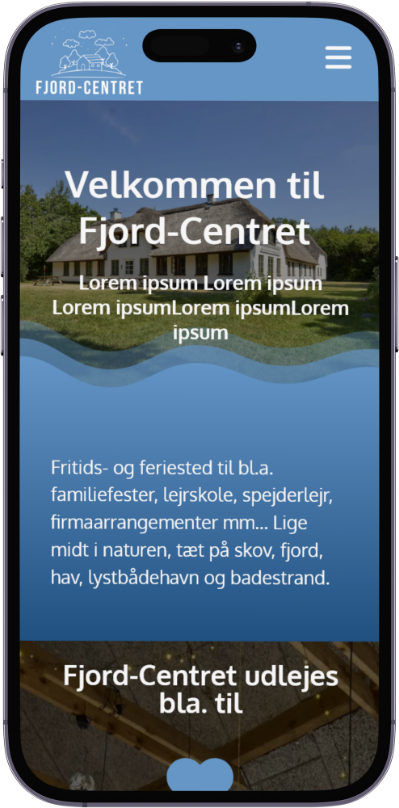 FJORD-CENTRET
Velkommen til
Fjord-Centret
Lorem ipsum Lorem ipsum
Lorem ipsumLorem ipsumLorem
ipsum
Fritids- og feriested til bl.a.
familiefester, lejrskole, spejderlejr,
firmaarrangementer mm... Lige
midt i naturen, tæt på skov, fjord,
hav, lystbådehavn og badestrand.
Fjord-Centret udlejes
bla. til